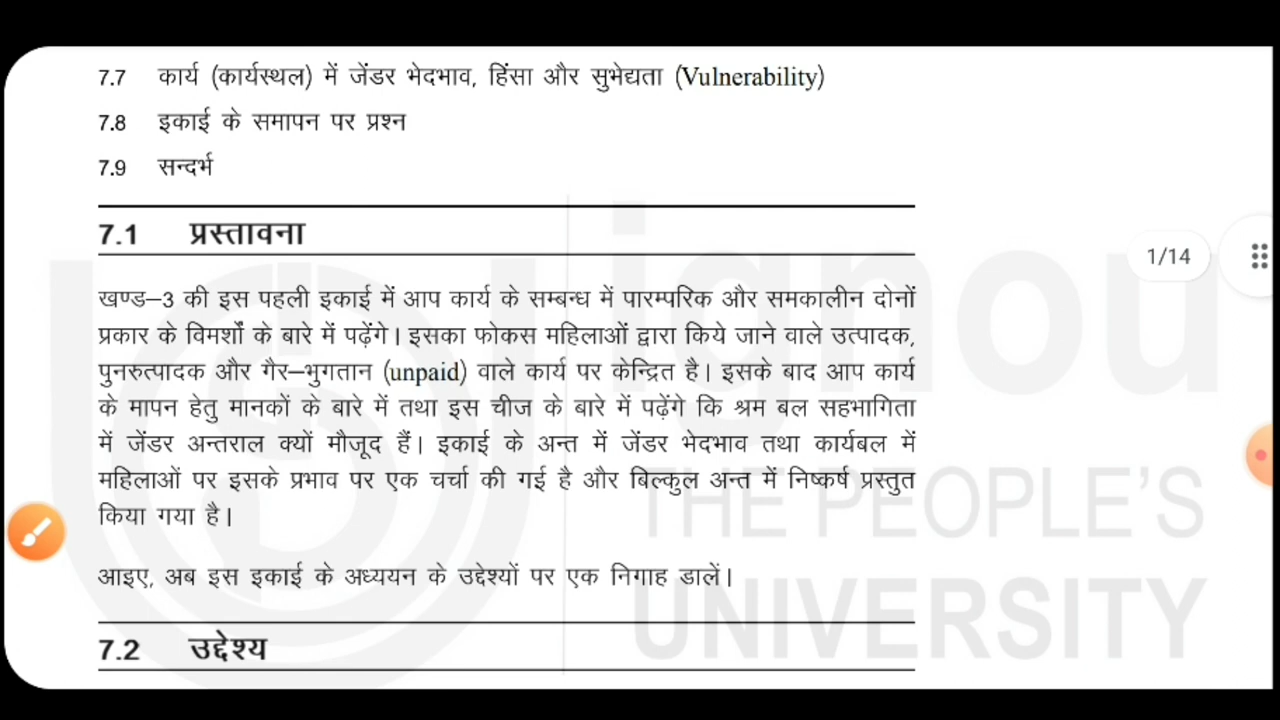 7.7 कार्य (कार्यस्थल) में जेंडर भेदभाव, हिंसा और सुभेद्यता (Vulnerability)
7.8 इकाई के समापन पर प्रश्न
7.9 सन्दर्भ
7.1 प्रस्तावना
खण्ड–3 की इस पहली इकाई में आप कार्य के सम्बन्ध में पारम्परिक और समकालीन दोनों
प्रकार के विमर्शों के बारे में पढ़ेंगे। इसका फोकस महिलाओं द्वारा किये जाने वाले उत्पादक,
पुनरुत्पादक और गैर–भुगतान (unpaid) वाले कार्य पर केन्द्रित है। इसके बाद आप कार्य
के मापन हेतु मानकों के बारे में तथा इस चीज के बारे में पढ़ेंगे कि श्रम बल सहभागिता
में जेंडर अन्तराल क्यों मौजूद हैं। इकाई के अन्त में जेंडर भेदभाव तथा कार्यबल में
महिलाओं पर इसके प्रभाव पर एक चर्चा की गई है और बिल्कुल अन्त में निष्कर्ष प्रस्तुत
किया गया है।
आइए, अब इस इकाई के अध्ययन के उद्देश्यों पर एक निगाह डालें।
7.2 उद्देश्य
1/14
ignou
THE PEOPLE'S
UNIVERSITY